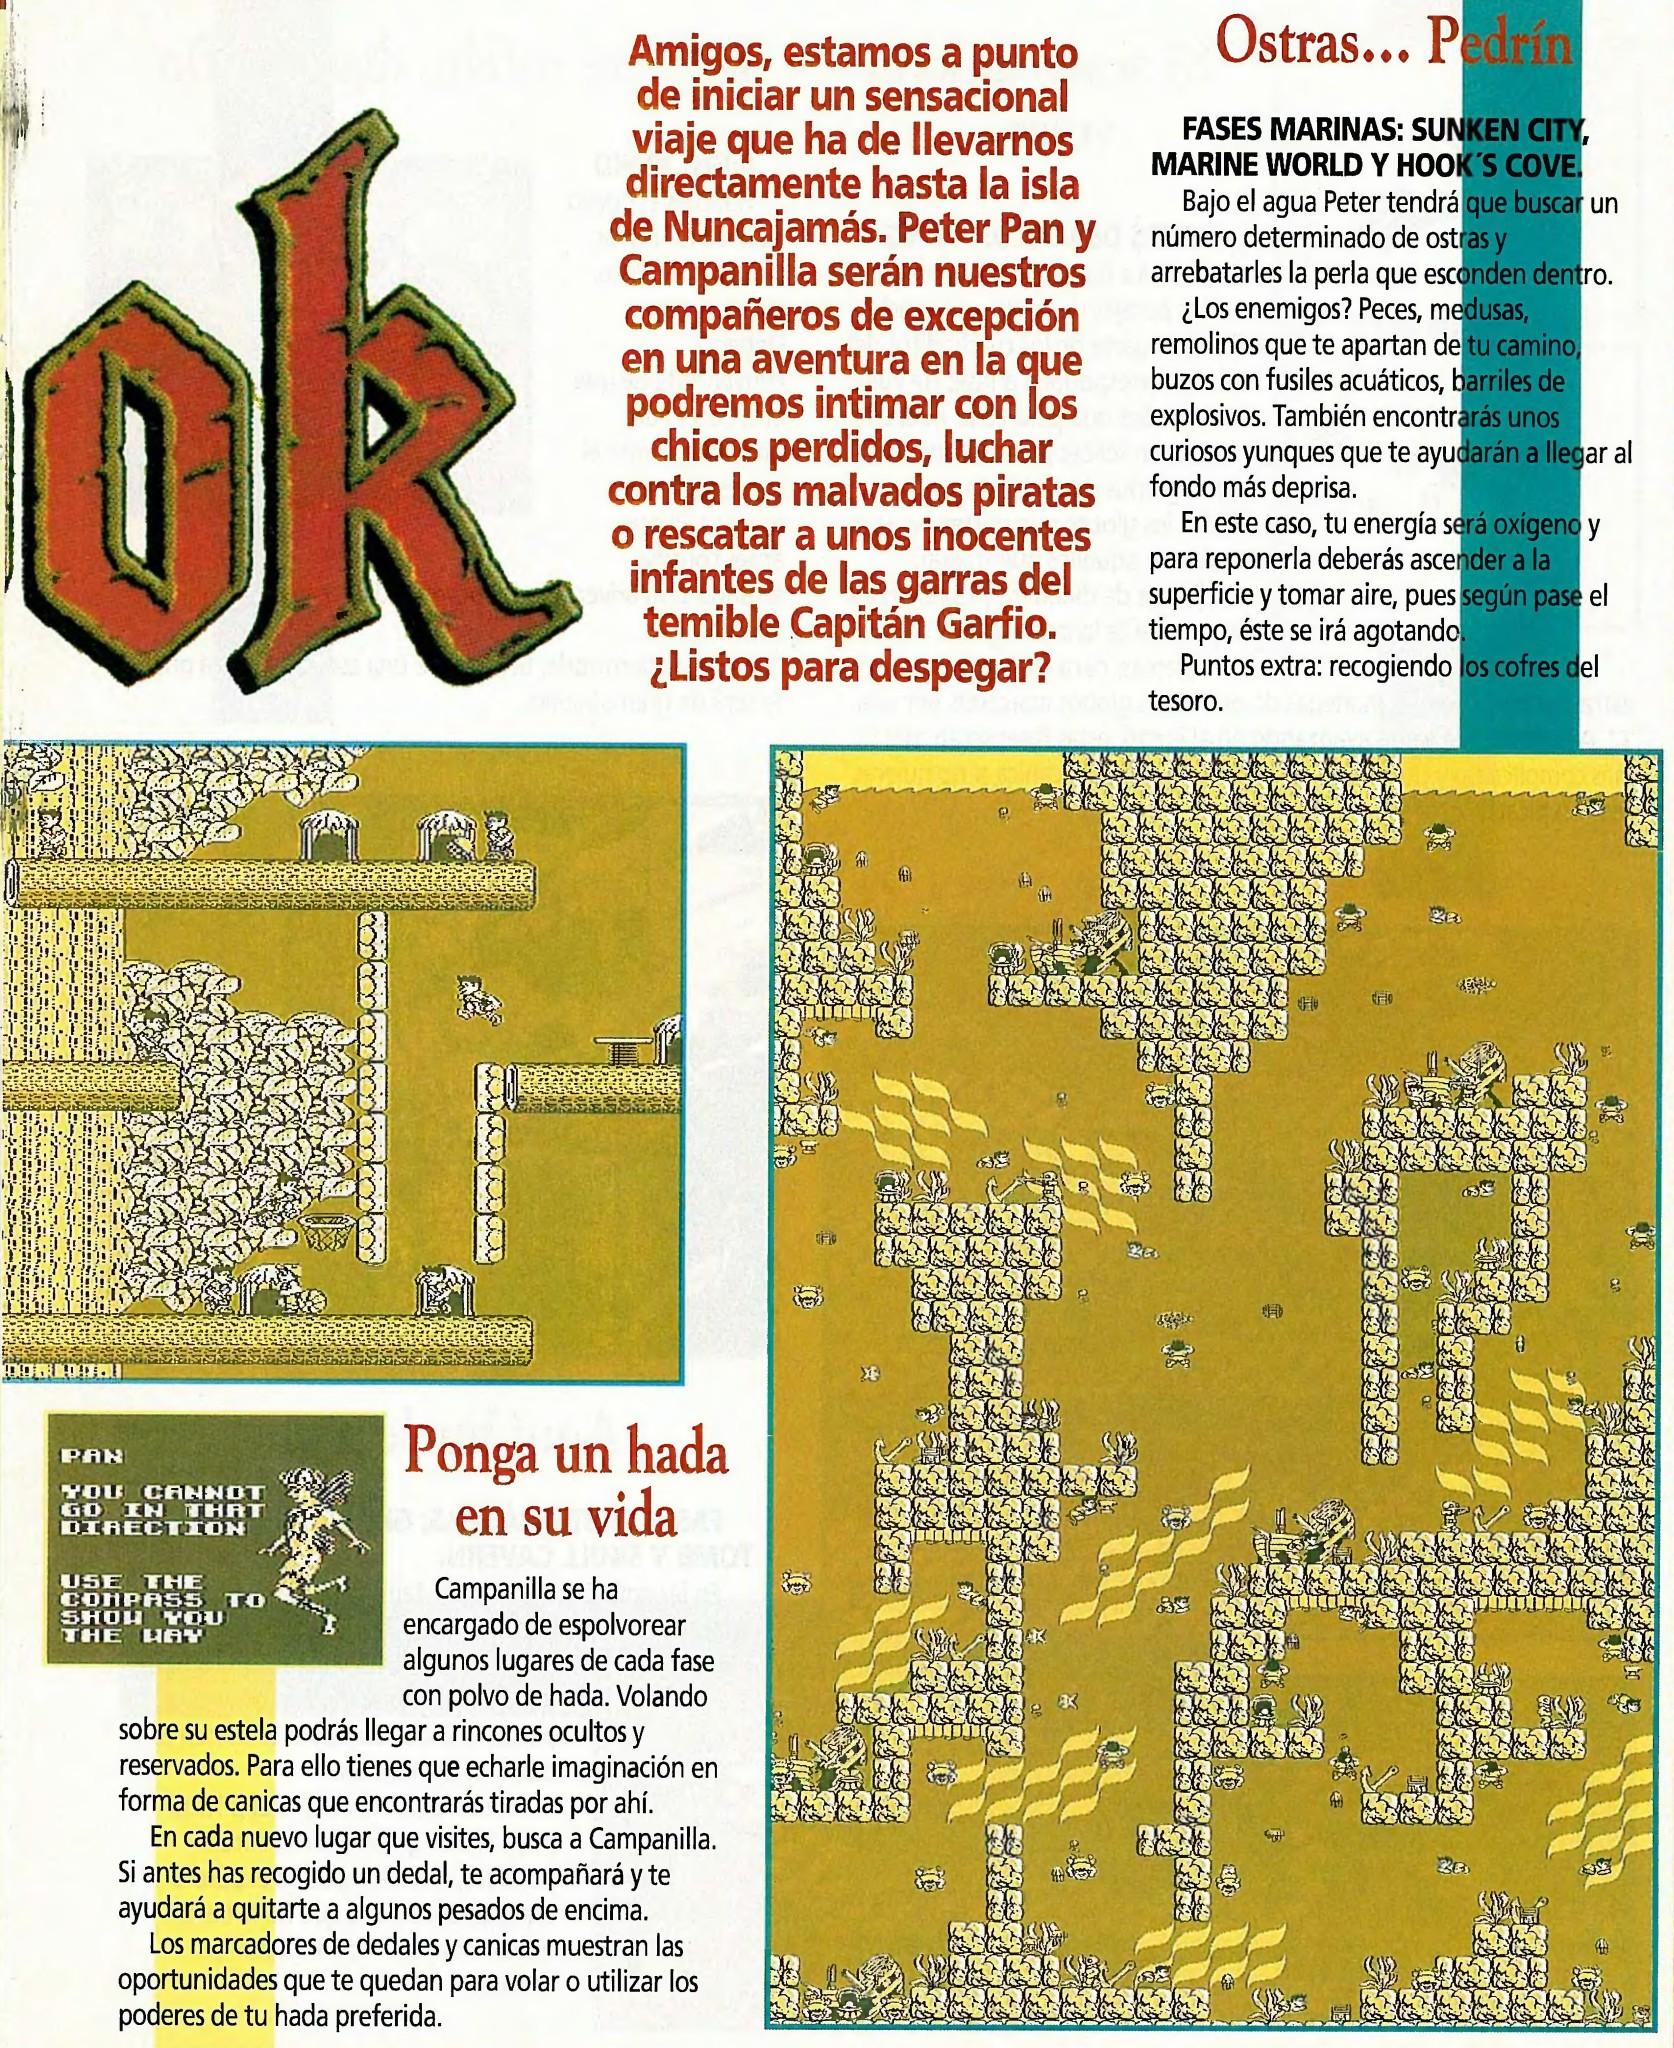 ok
Amigos, estamos a punto
de iniciar un sensacional
viaje que ha de llevarnos
directamente hasta la isla
de Nuncajamás. Peter Pan y
Campanilla serán nuestros
compañeros de excepción
en una aventura en la que
podremos intimar con los
chicos perdidos, luchar
contra los malvados piratas
o rescatar a unos inocentes
infantes de las garras del
temible Capitán Garfio.
¿Listos para despegar?
Ostras... Pedrín
FASES MARINAS: SUNKEN CITY,
MARINE WORLD Y HOOK´S COVE.
Bajo el agua Peter tendrá que buscar un
número determinado de ostras y
arrebatarles la perla que esconden dentro.
¿Los enemigos? Peces, medusas,
remolinos que te apartan de tu camino,
buzos con fusiles acuáticos, barriles de
explosivos. También encontrarás unos
curiosos yunques que te ayudarán a llegar al
fondo más deprisa.
En este caso, tu energía será oxígeno y
para reponerla deberás ascender a la
superficie y tomar aire, pues según pase el
tiempo, éste se irá agotando.
Puntos extra: recogiendo los cofres del
tesoro.
PAN
YOU CANNOT
GO IN THAT
DIRECTION
USE THE
COMPASS TO
SHOW YOU
THE WAY
Ponga un hada
en su vida
Campanilla se ha
encargado de espolvorear
algunos lugares de cada fase
con polvo de hada. Volando
sobre su estela podrás llegar a rincones ocultos y
reservados. Para ello tienes que echarle imaginación en
forma de canicas que encontrarás tiradas por ahí.
En cada nuevo lugar que visites, busca a Campanilla.
Si antes has recogido un dedal, te acompañará y te
ayudará a quitarte a algunos pesados de encima.
Los marcadores de dedales y canicas muestran las
oportunidades que te quedan para volar o utilizar los
poderes de tu hada preferida.